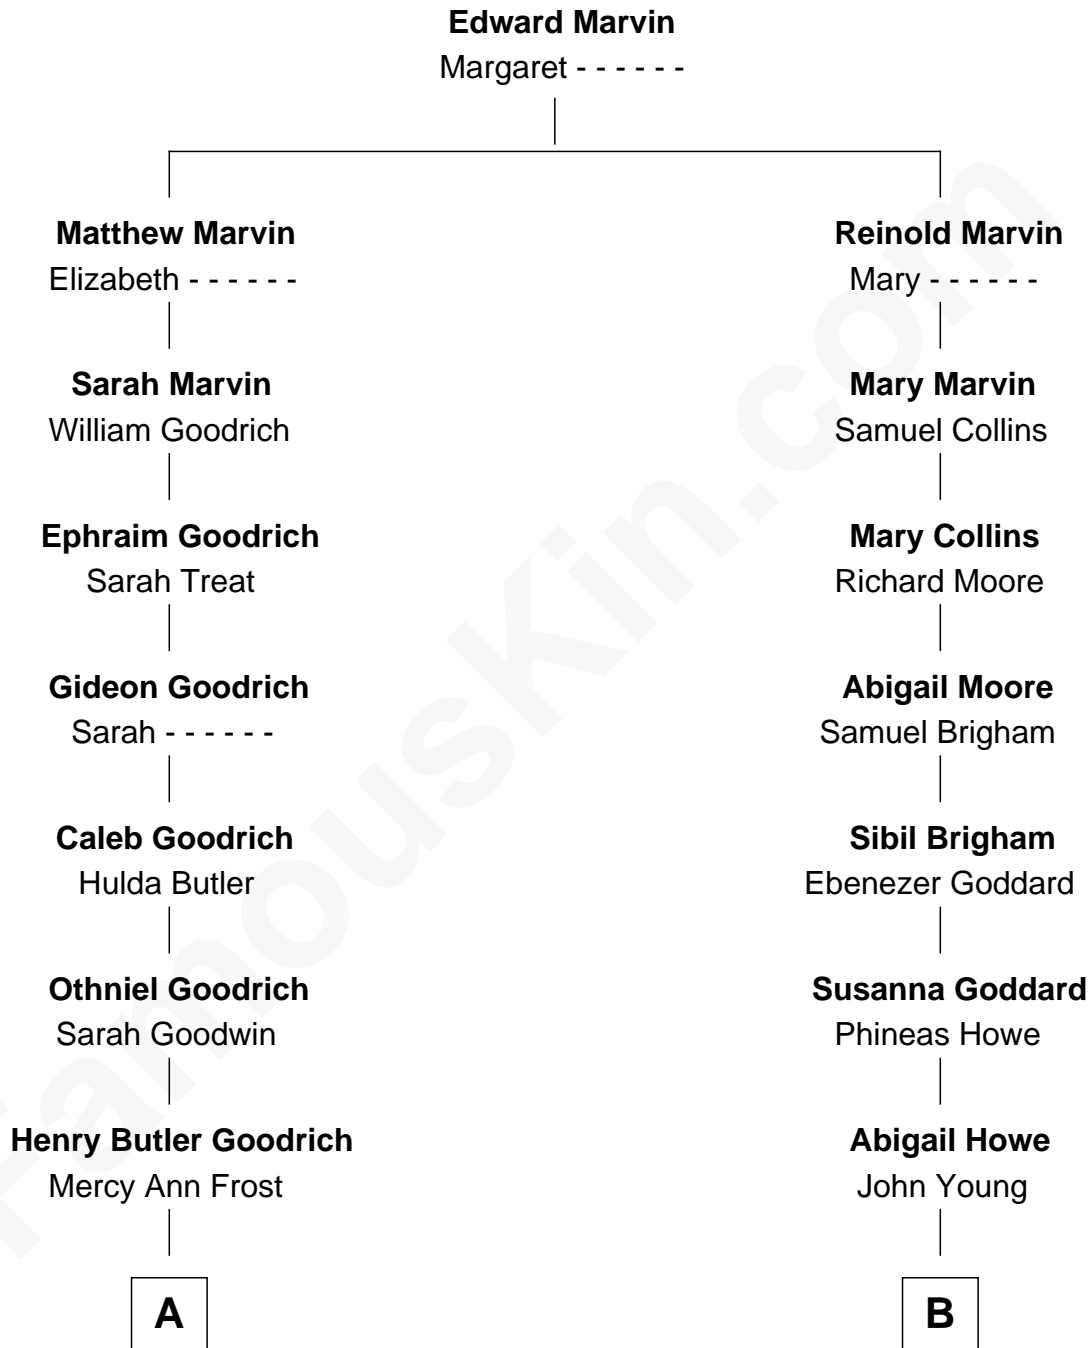 Edward Marvin
Margaret - - - - - -
Matthew Marvin
Elizabeth - - - - - -
Reinold Marvin
Mary - - - - - -
Sarah Marvin
William Goodrich
Mary Marvin
Samuel Collins
Ephraim Goodrich
Sarah Treat
Mary Collins
Richard Moore
Gideon Goodrich
Sarah - - - - - -
Abigail Moore
Samuel Brigham
Caleb Goodrich
Hulda Butler
Sibil Brigham
Ebenezer Goddard
Othniel Goodrich
Sarah Goodwin
Susanna Goddard
Phineas Howe
Henry Butler Goodrich
Mercy Ann Frost
Abigail Howe
John Young
A
B
FamousKin.com